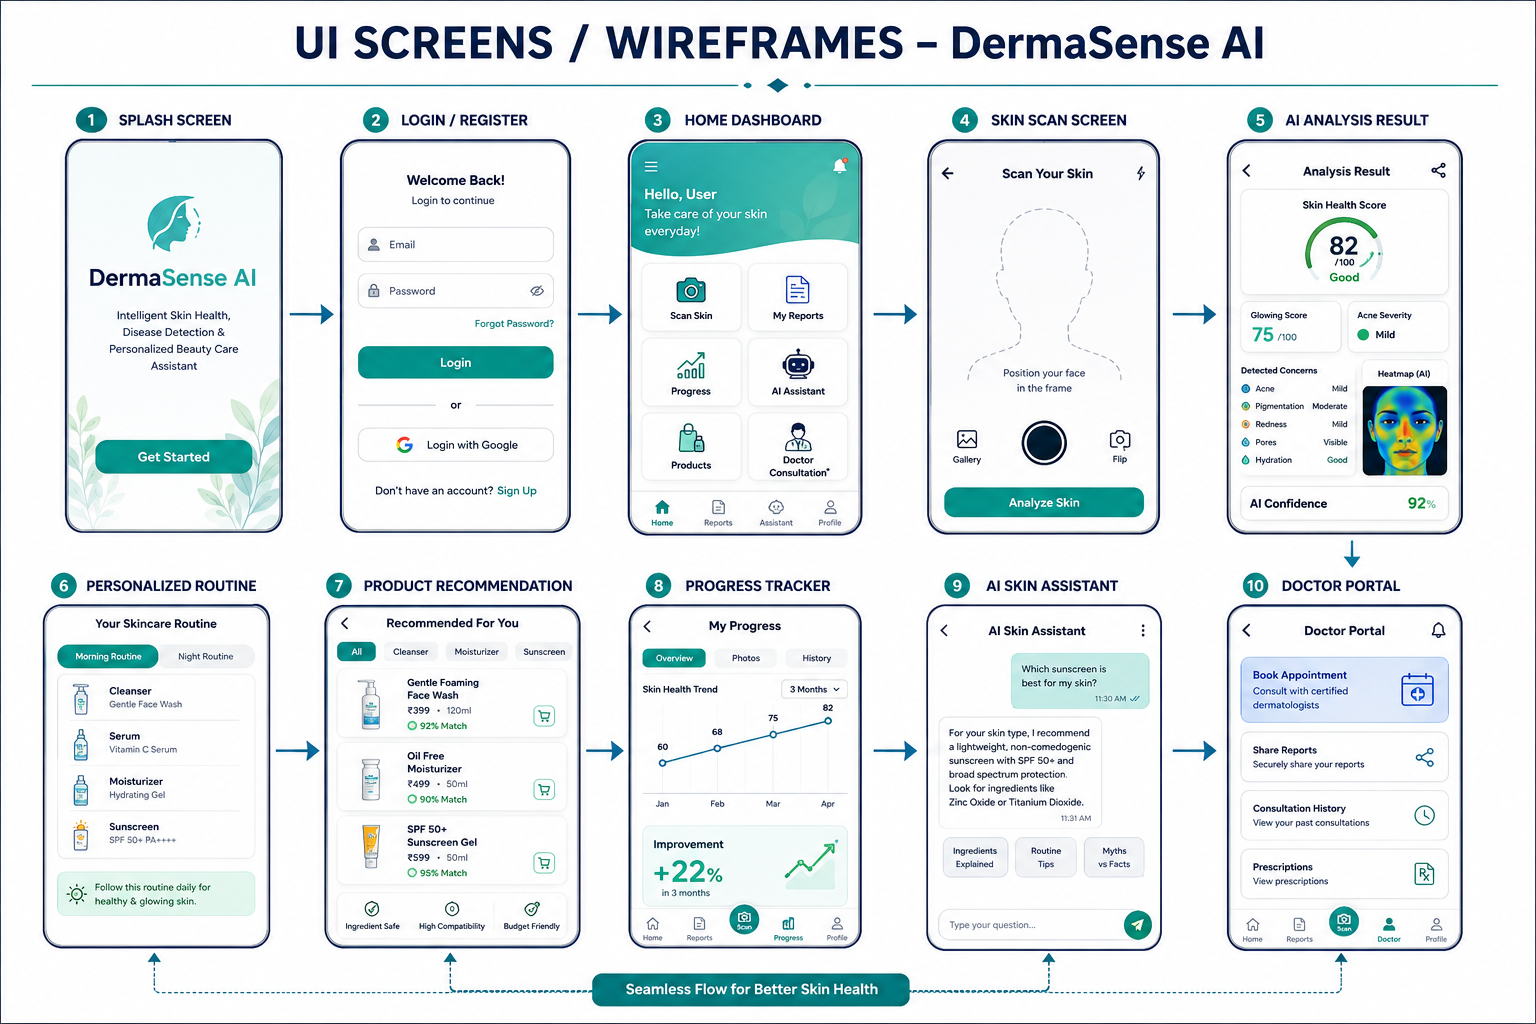 UI SCREENS / WIREFRAMES – DermaSense AI
1 SPLASH SCREEN
DermaSense AI
Intelligent Skin Health,
Disease Detection &
Personalized Beauty Care
Assistant
Get Started
2 LOGIN / REGISTER
Welcome Back!
Login to continue
Email
Password
Forgot Password?
Login
or
G Login with Google
Don't have an account? Sign Up
3 HOME DASHBOARD
Hello, User
Take care of your skin
everyday!
Scan Skin
My Reports
Progress
AI Assistant
Products
Doctor
Consultation*
Home
Reports
Assistant
Profile
4 SKIN SCAN SCREEN
Scan Your Skin
Position your face
in the frame
Gallery
Flip
Analyze Skin
5 AI ANALYSIS RESULT
Analysis Result
Skin Health Score
82
/100
Good
Glowing Score
75 /100
Acne Severity
Mild
Detected Concerns
Acne Mild
Pigmentation Moderate
Redness Mild
Pores Visible
Hydration Good
Heatmap (AI)
AI Confidence 92%
6 PERSONALIZED ROUTINE
Your Skincare Routine
Morning Routine
Night Routine
Cleanser
Gentle Face Wash
Serum
Vitamin C Serum
Moisturizer
Hydrating Gel
Sunscreen
SPF 50+ PA++++
Follow this routine daily for
healthy & glowing skin.
7 PRODUCT RECOMMENDATION
Recommended For You
All
Cleanser
Moisturizer
Sunscreen
Gentle Foaming
Face Wash
₹399 • 120ml
92% Match
Oil Free
Moisturizer
₹499 • 50ml
90% Match
SPF 50+
Sunscreen Gel
₹599 • 50ml
95% Match
Ingredient Safe
High Compatibility
Budget Friendly
8 PROGRESS TRACKER
My Progress
Overview
Photos
History
Skin Health Trend
3 Months
60
68
75
82
Jan
Feb
Mar
Apr
Improvement
+22%
in 3 months
Home
Reports
Scan
Progress
Profile
9 AI SKIN ASSISTANT
AI Skin Assistant
Which sunscreen is
best for my skin?
11:30 AM
For your skin type, I recommend
a lightweight, non-comedogenic
sunscreen with SPF 50+ and
broad spectrum protection.
Look for ingredients like
Zinc Oxide or Titanium Dioxide.
11:31 AM
Ingredients
Explained
Routine
Tips
Myths
vs Facts
Type your question...
10 DOCTOR PORTAL
Doctor Portal
Book Appointment
Consult with certified
dermatologists
Share Reports
Securely share your reports
Consultation History
View your past consultations
Prescriptions
View prescriptions
Rx
Home
Reports
Scan
Doctor
Profile
Seamless Flow for Better Skin Health